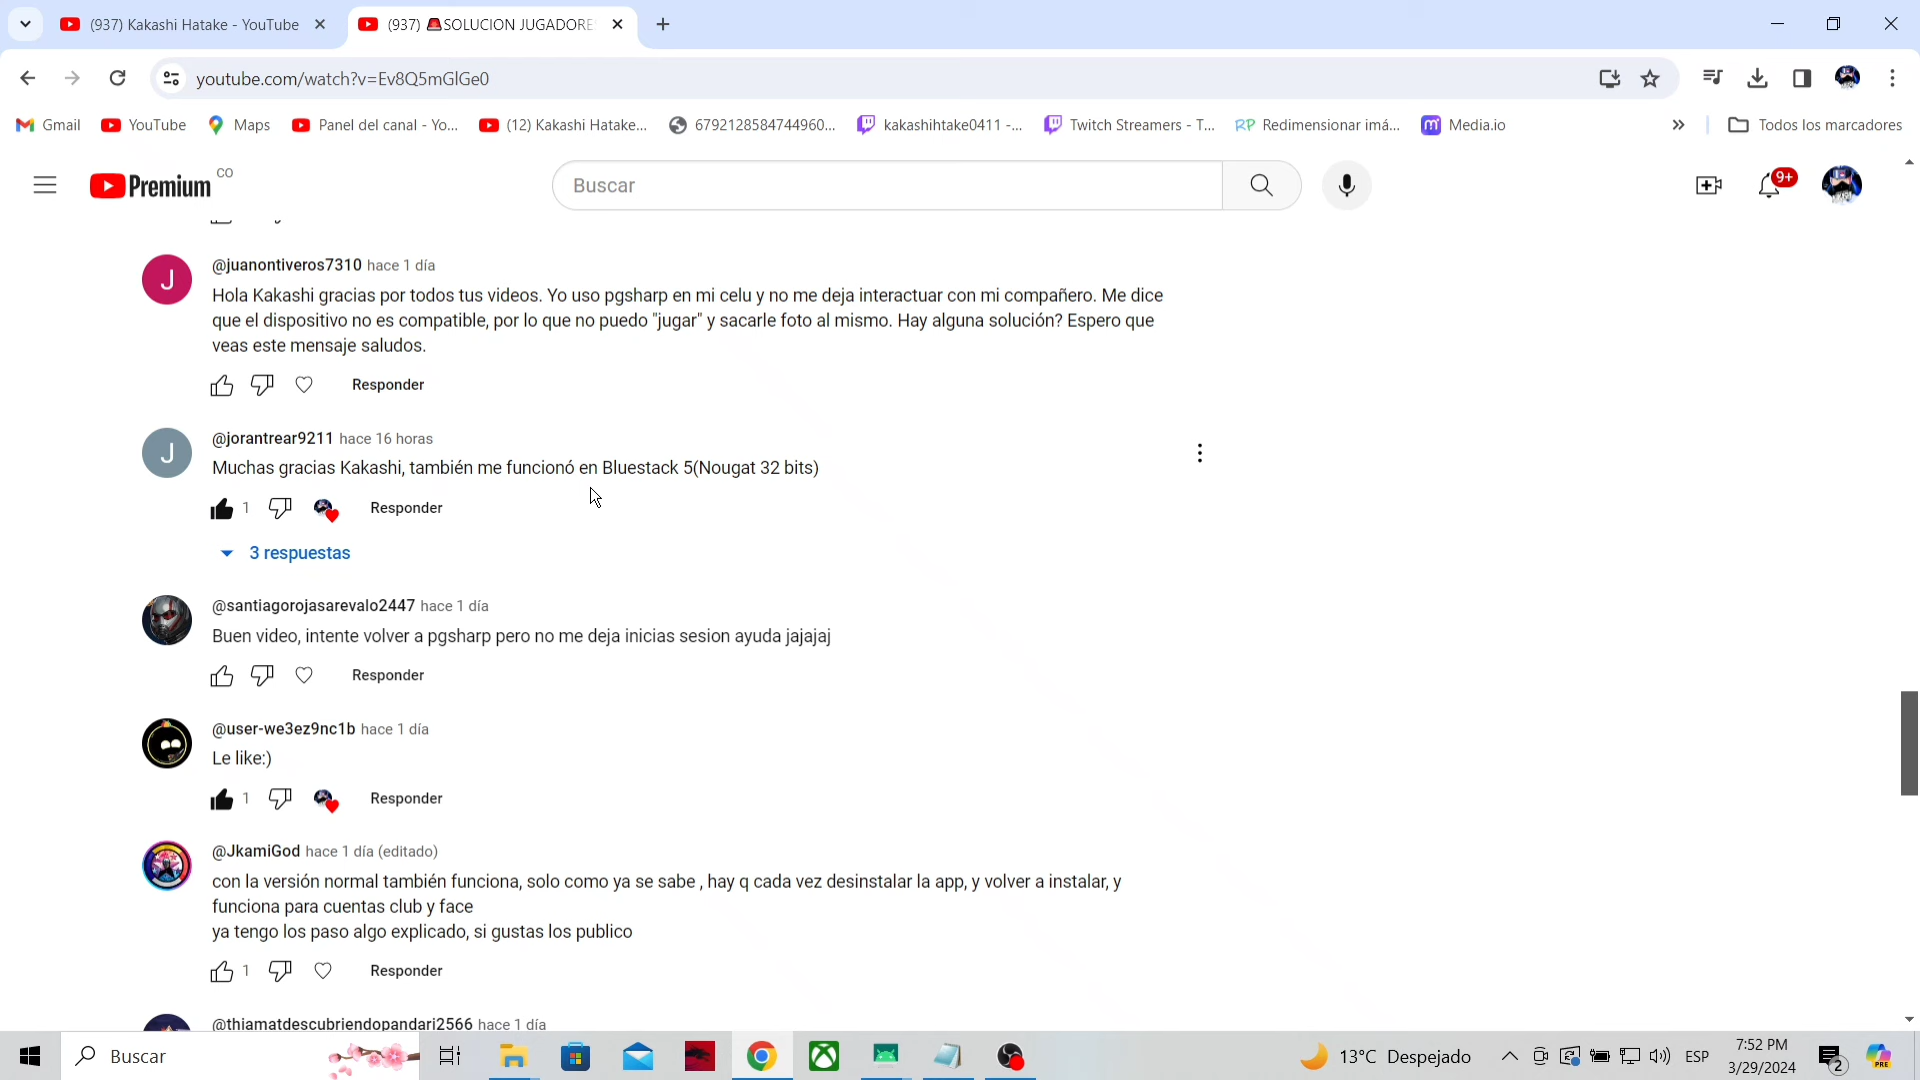 (937) Kakashi Hatake - YouTube
(937) 🚨SOLUCION JUGADORE
youtube.com/watch?v=Ev8Q5mGlGe0
Gmail
YouTube
Maps
Panel del canal - Yo...
(12) Kakashi Hatake...
6792128584744960...
kakashihtake0411 -...
Twitch Streamers - T...
RP Redimensionar imá...
Media.io
Todos los marcadores
Premium CO
Buscar
9+
@juanontiveros7310 hace 1 día
Hola Kakashi gracias por todos tus videos. Yo uso pgsharp en mi celu y no me deja interactuar con mi compañero. Me dice
que el dispositivo no es compatible, por lo que no puedo "jugar" y sacarle foto al mismo. Hay alguna solución? Espero que
veas este mensaje saludos.
Responder
@jorantrear9211 hace 16 horas
Muchas gracias Kakashi, también me funcionó en Bluestack 5(Nougat 32 bits)
1 Responder
3 respuestas
@santiagorojasarevalo2447 hace 1 día
Buen video, intente volver a pgsharp pero no me deja inicias sesion ayuda jajajaj
Responder
@user-we3ez9nc1b hace 1 día
Le like:)
1 Responder
@JkamiGod hace 1 día (editado)
con la versión normal también funciona, solo como ya se sabe , hay q cada vez desinstalar la app, y volver a instalar, y
funciona para cuentas club y face
ya tengo los paso algo explicado, si gustas los publico
1 Responder
@thiamatdescubriendopandari2566 hace 1 día
Buscar
13°C Despejado
ESP
7:52 PM
3/29/2024
2
PRE